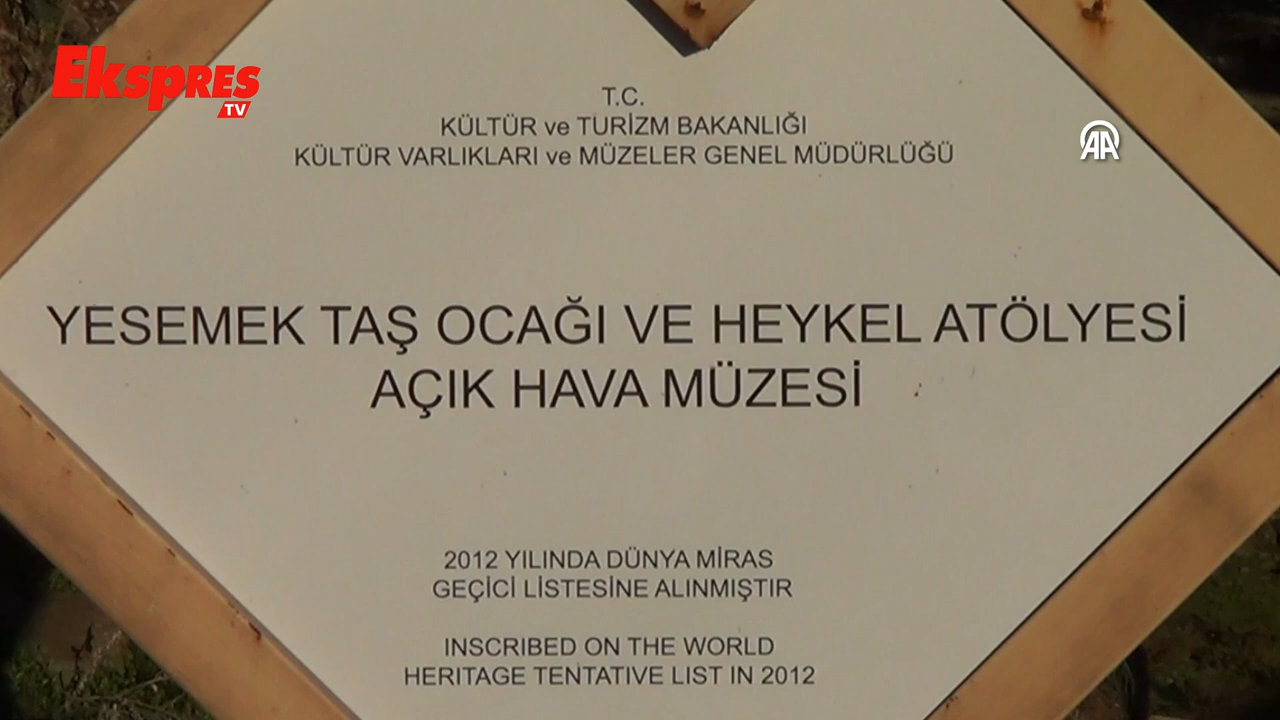 Ekspres
TV
AA
T.C.
KÜLTÜR ve TURİZM BAKANLIĞI
KÜLTÜR VARLIKLARI ve MÜZELER GENEL MÜDÜRLÜĞÜ
YESEMEK TAŞ OCAĞI VE HEYKEL ATÖLYESİ
AÇIK HAVA MÜZESİ
2012 YILINDA DÜNYA MİRAS
GEÇİCİ LİSTESİNE ALINMIŞTIR
INSCRIBED ON THE WORLD
HERITAGE TENTATIVE LIST IN 2012